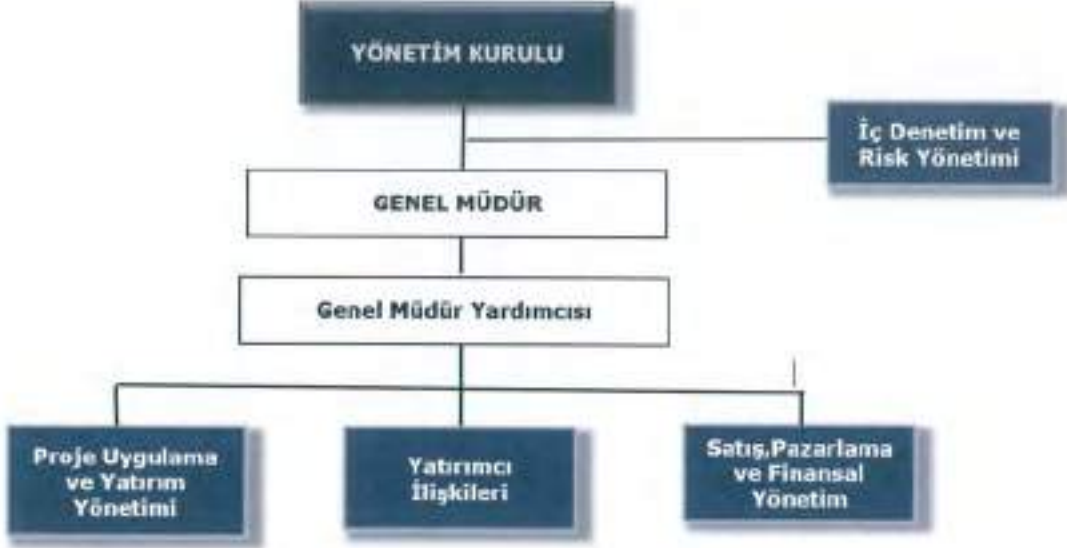 YÖNETİM KURULU
İç Denetim ve
Risk Yönetimi
GENEL MÜDÜR
Genel Müdür Yardımcısı
Proje Uygulama
ve Yatırım
Yönetimi
Yatırımcı
İlişkileri
Satış,Pazarlama
ve Finansal
Yönetim